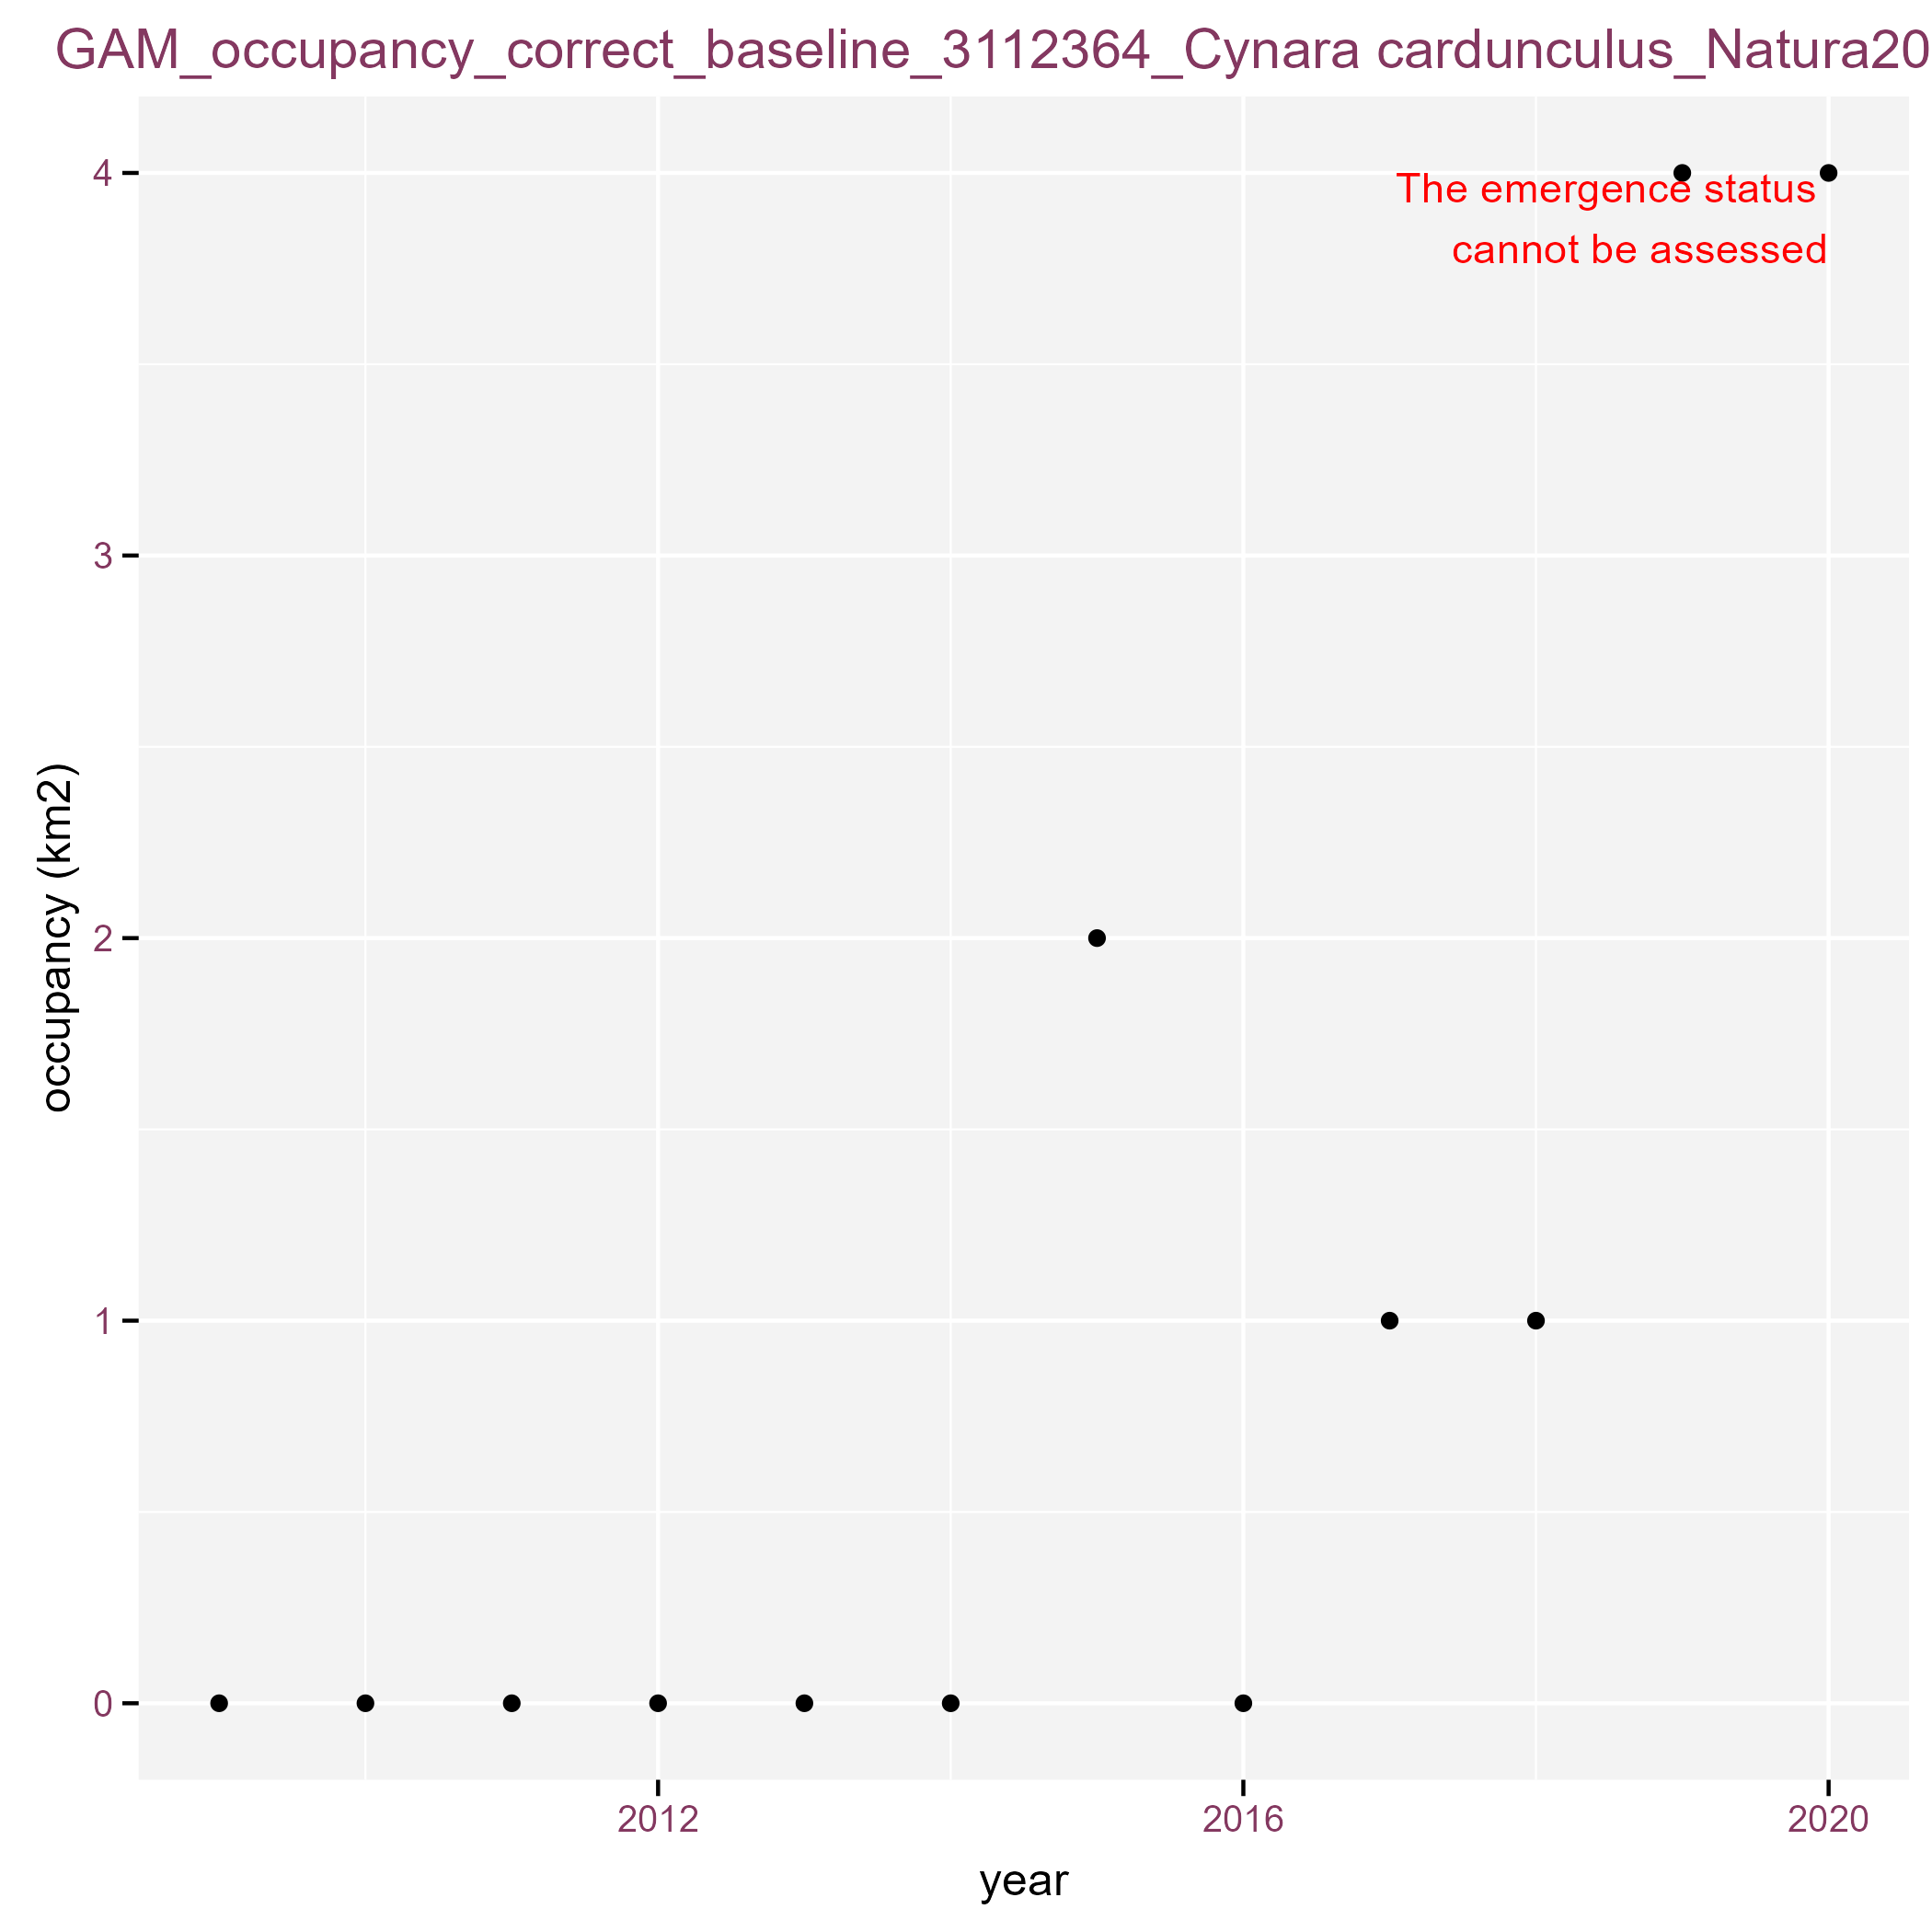 GAM_occupancy_correct_baseline_3112364_Cynara cardunculus_Natura20
4
The emergence status
cannot be assessed
3
occupancy (km2)
2
1
0
2012 2016 2020
year